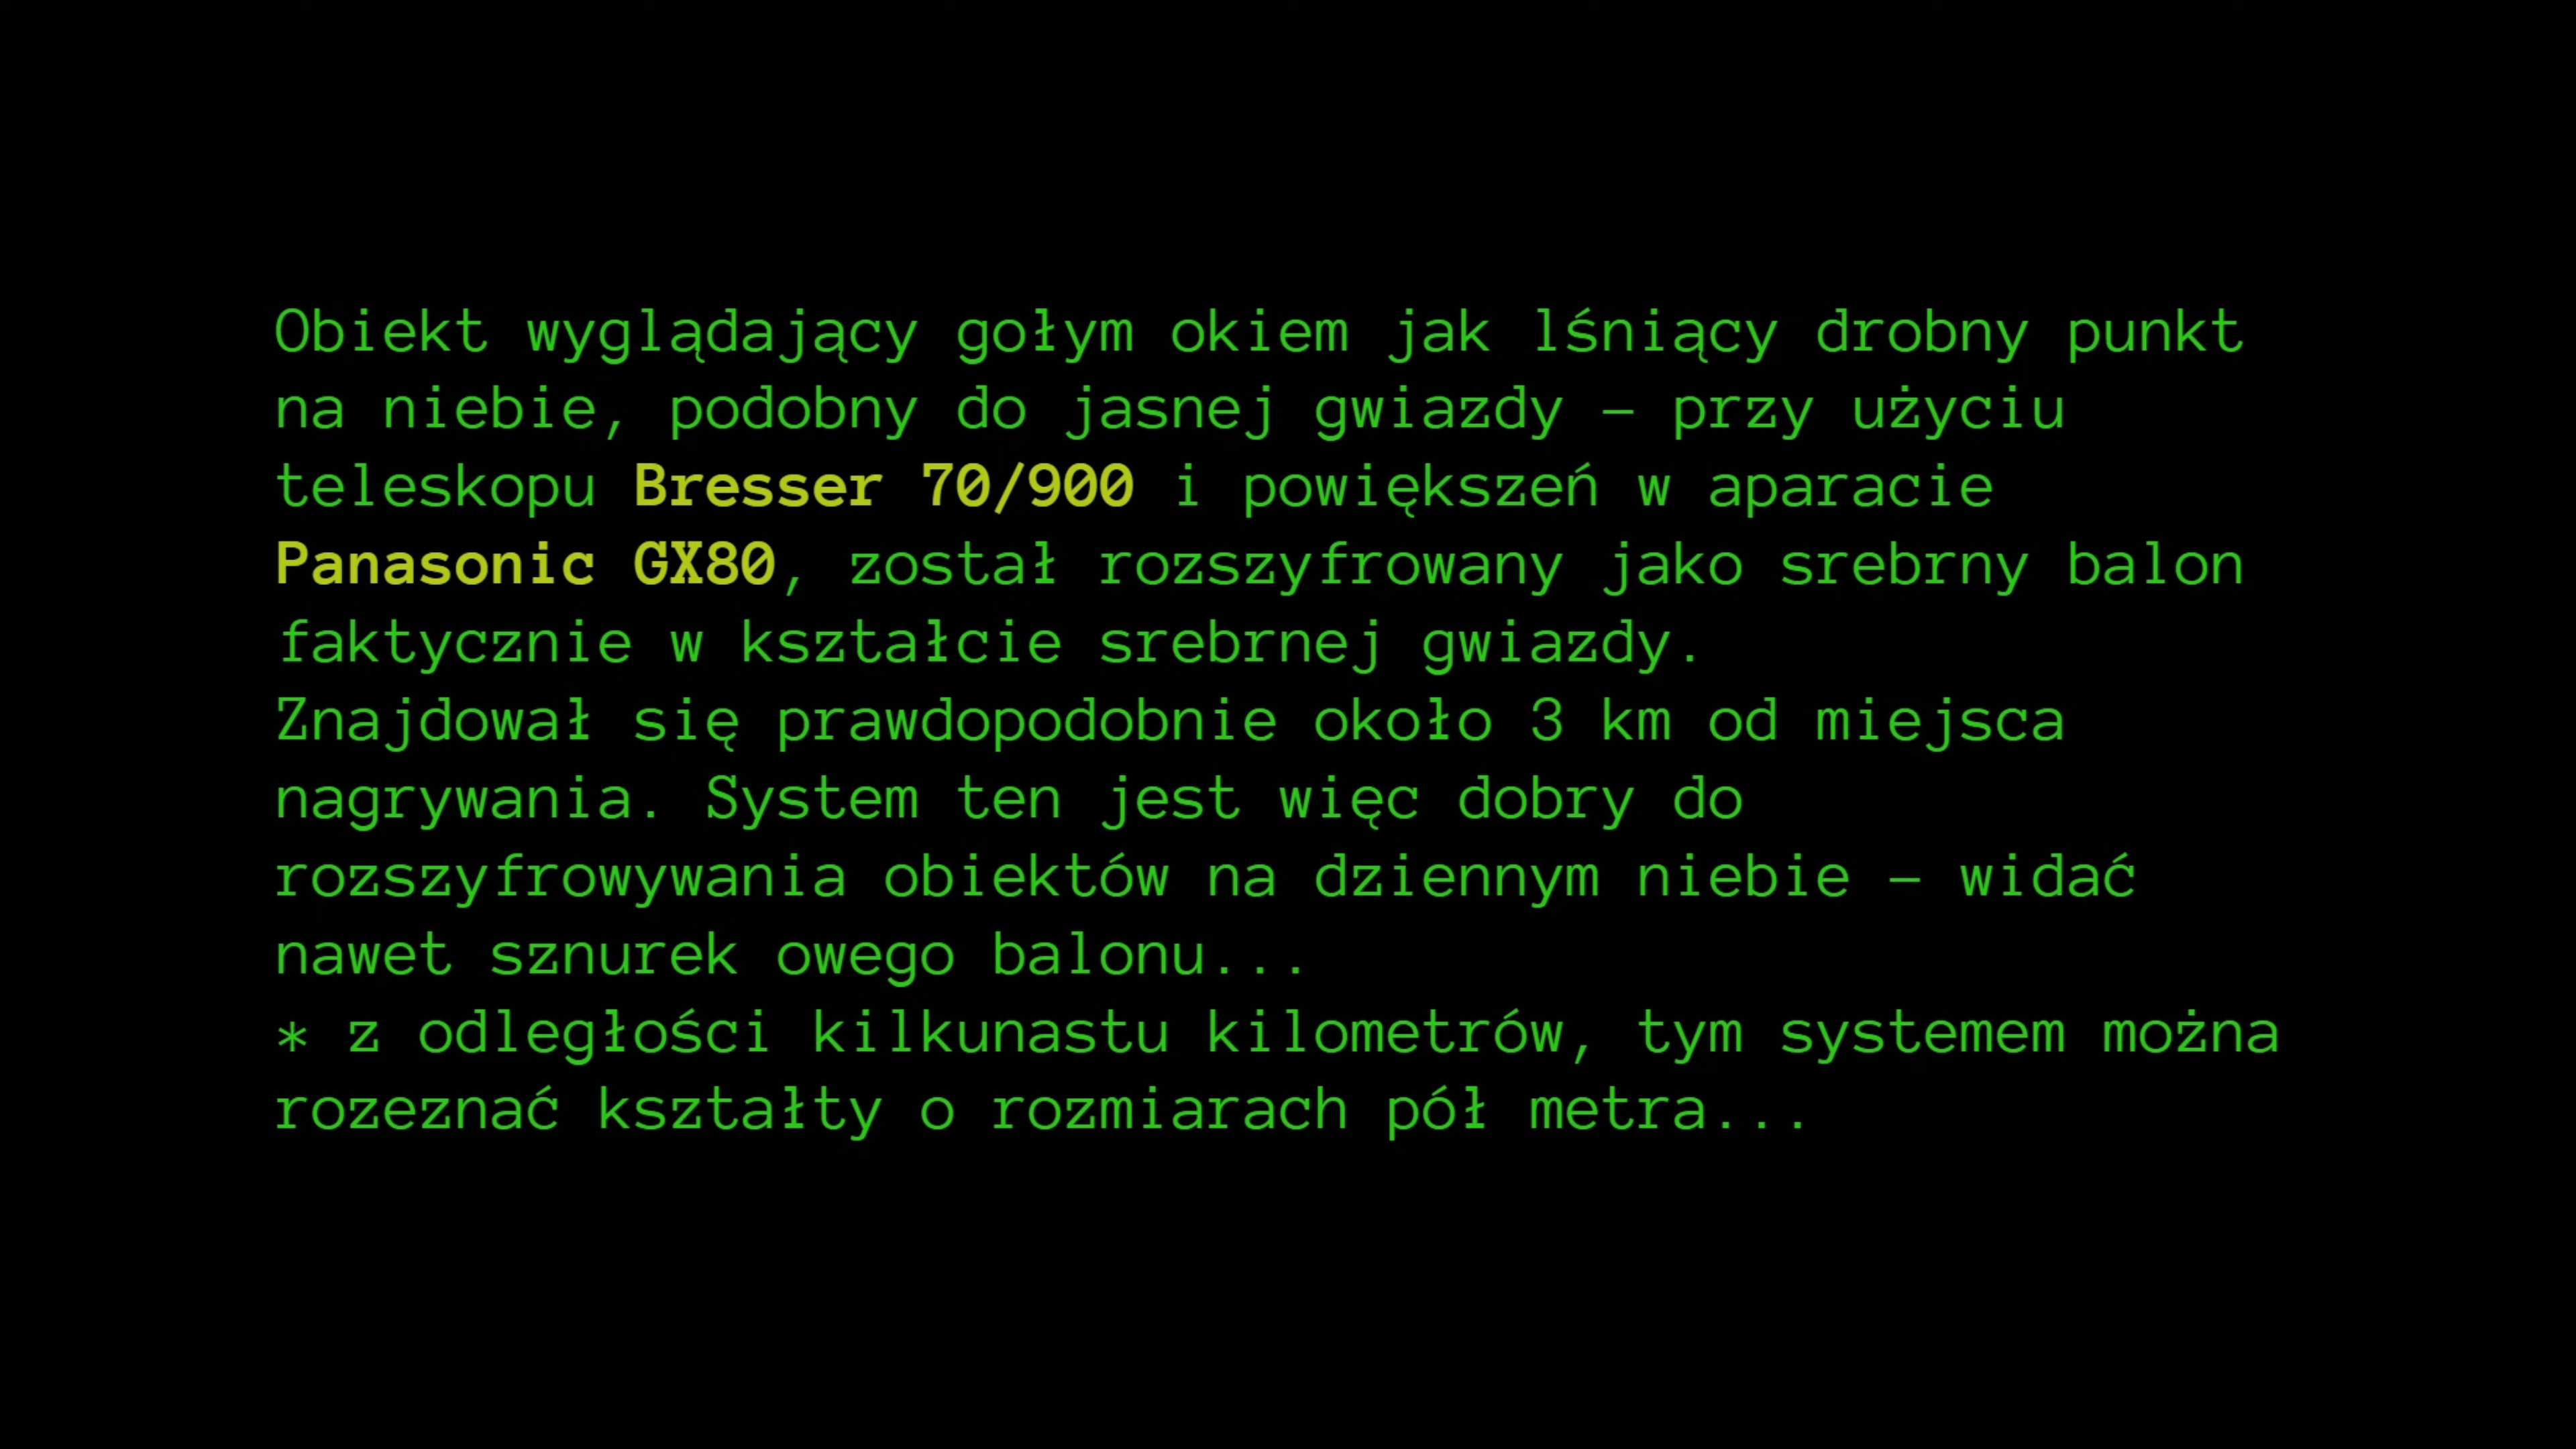 Obiekt wyglądający gołym okiem jak lśniący drobny punkt
na niebie, podobny do jasnej gwiazdy – przy użyciu
teleskopu Bresser 70/900 i powiększeń w aparacie
Panasonic GX80, został rozszyfrowany jako srebrny balon
faktycznie w kształcie srebrnej gwiazdy.
Znajdował się prawdopodobnie około 3 km od miejsca
nagrywania. System ten jest więc dobry do
rozszyfrowywania obiektów na dziennym niebie – widać
nawet sznurek owego balonu...
* z odległości kilkunastu kilometrów, tym systemem można
rozeznać kształty o rozmiarach pół metra...